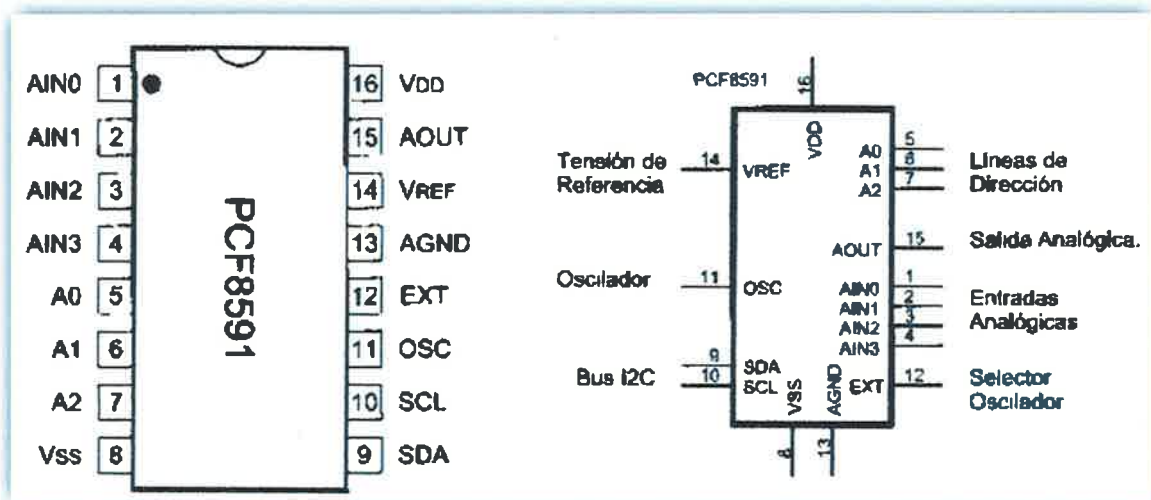 AIN0 1
AIN1 2
AIN2 3
AIN3 4
A0 5
A1 6
A2 7
VSS 8
PCF8591
16 VDD
15 AOUT
14 VREF
13 AGND
12 EXT
11 OSC
10 SCL
9 SDA
PCF8591
16
VDD
Tensión de
Referencia
14 VREF
Oscilador
11 OSC
Bus I2C
9 SDA
10 SCL
A0 5
A1 6
A2 7
Líneas de
Dirección
AOUT 15
Salida Analógica.
AIN0 1
AIN1 2
AIN2 3
AIN3 4
Entradas
Analógicas
EXT 12
Selector
Oscilador
VSS
8
AGND
13